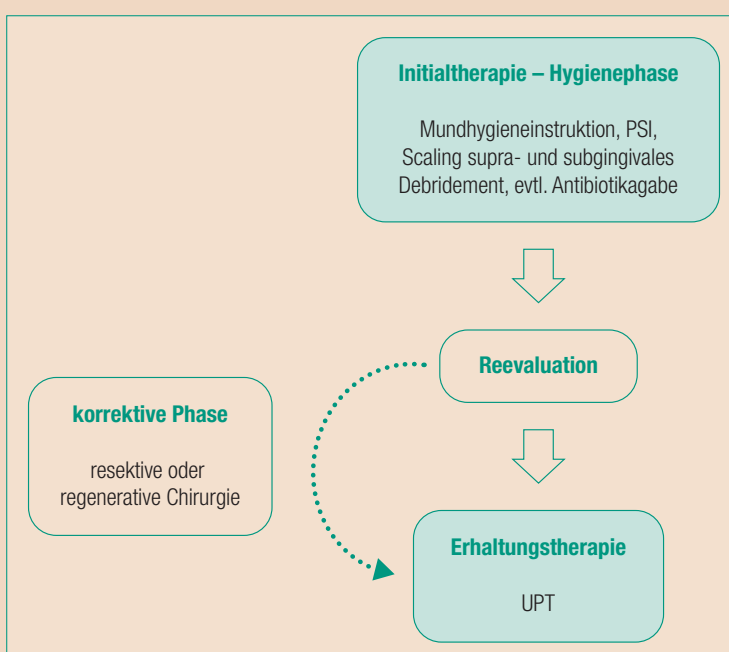 Initialtherapie – Hygienephase
Mundhygieneinstruktion, PSI,
Scaling supra- und subgingivales
Debridement, evtl. Antibiotikagabe
Reevaluation
korrektive Phase
resektive oder
regenerative Chirurgie
Erhaltungstherapie
UPT